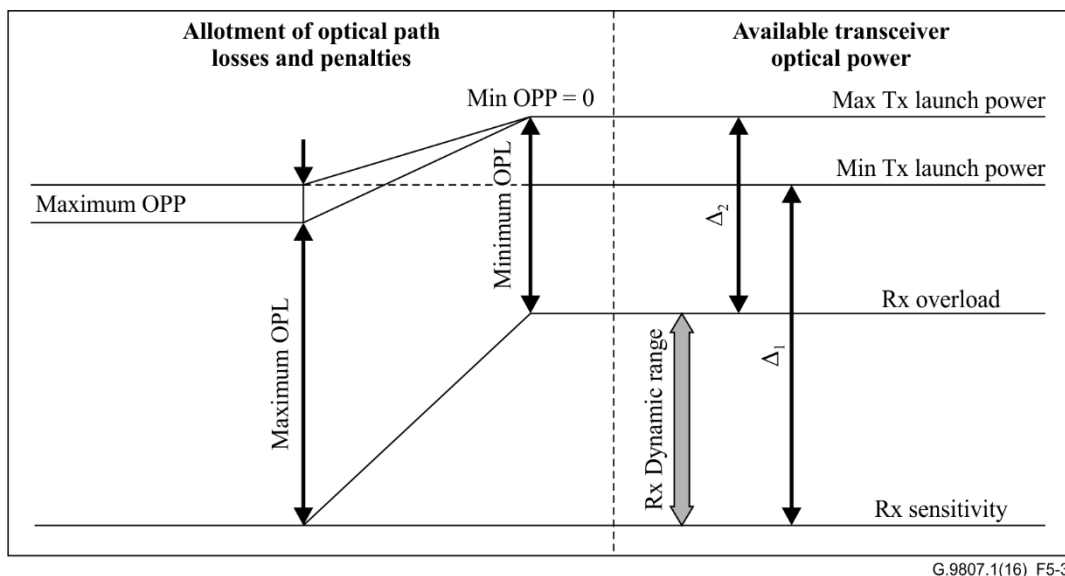 Allotment of optical path
losses and penalties
Available transceiver
optical power
Min OPP = 0
Max Tx launch power
Min Tx launch power
Maximum OPP
Minimum OPL
Δ₂
Rx overload
Maximum OPL
Rx Dynamic range
Δ₁
Rx sensitivity
G.9807.1(16)_F5-3